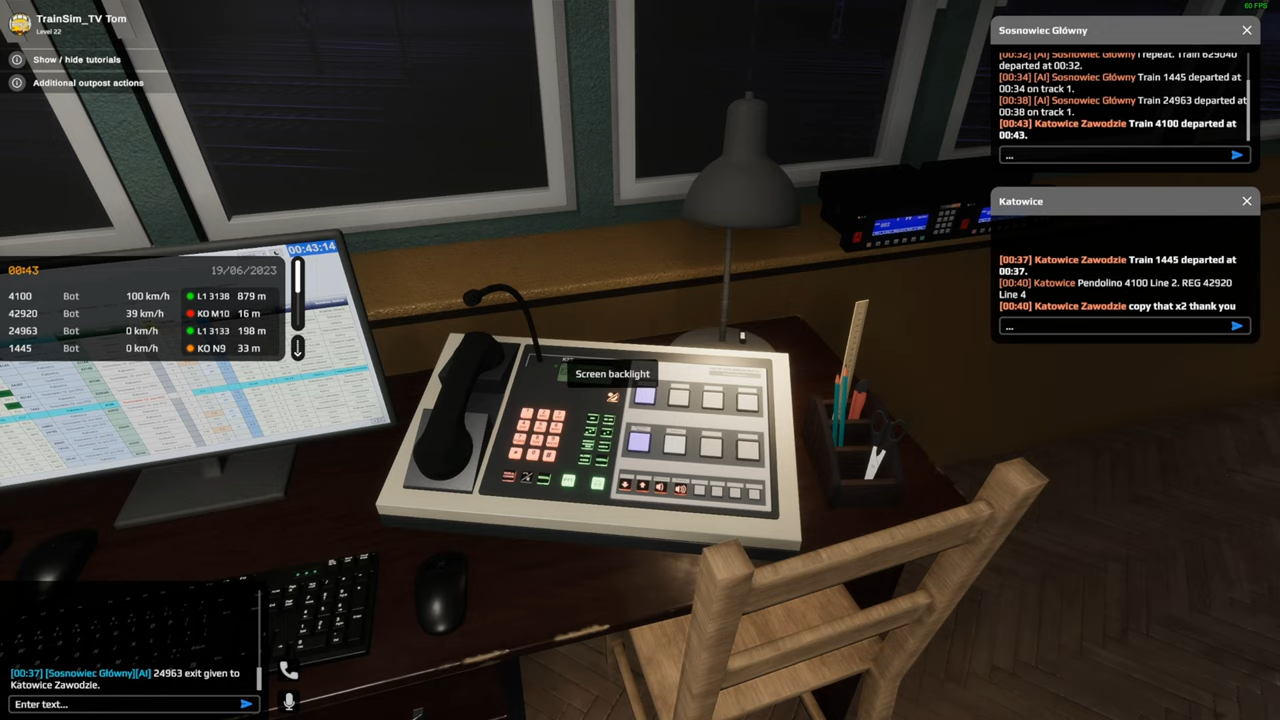 60 FPS
TrainSim_TV Tom
Level 22
Show / hide tutorials
Additional outpost actions
Sosnowiec Główny
[00:32] [AI] Sosnowiec Główny I repeat. Train 629040
departed at 00:32.
[00:34] [AI] Sosnowiec Główny Train 1445 departed at
00:34 on track 1.
[00:38] [AI] Sosnowiec Główny Train 24963 departed at
00:38 on track 1.
[00:43] Katowice Zawodzie Train 4100 departed at
00:43.
...
Katowice
[00:37] Katowice Zawodzie Train 1445 departed at
00:37.
[00:40] Katowice Pendolino 4100 Line 2. REG 42920
Line 4
[00:40] Katowice Zawodzie copy that x2 thank you
...
00:43:14
00:43 19/06/2023
4100 Bot 100 km/h L1 3138 879 m
42920 Bot 39 km/h KO M10 16 m
24963 Bot 0 km/h L1 3133 198 m
1445 Bot 0 km/h KO N9 33 m
Screen backlight
[00:37] [Sosnowiec Główny][AI] 24963 exit given to
Katowice Zawodzie.
Enter text...